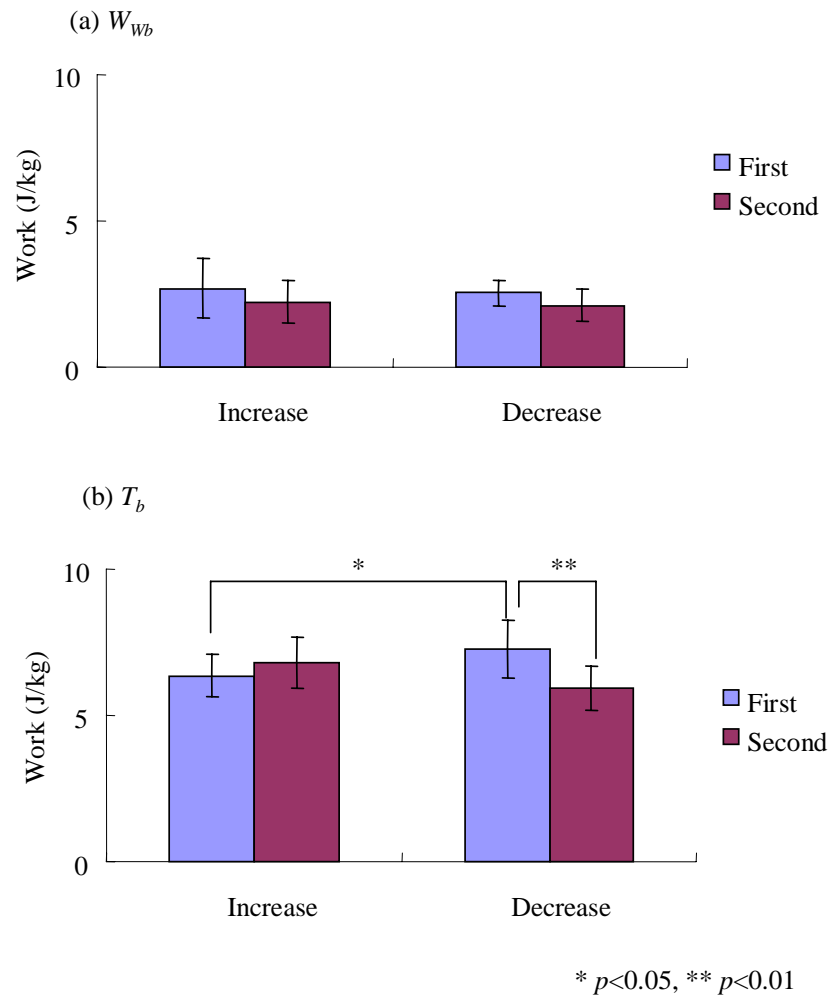 (a) W_Wb
10
5
0
Work (J/kg)
First
Second
Increase Decrease
(b) T_b
* **
10
5
0
Work (J/kg)
First
Second
Increase Decrease
* p<0.05, ** p<0.01